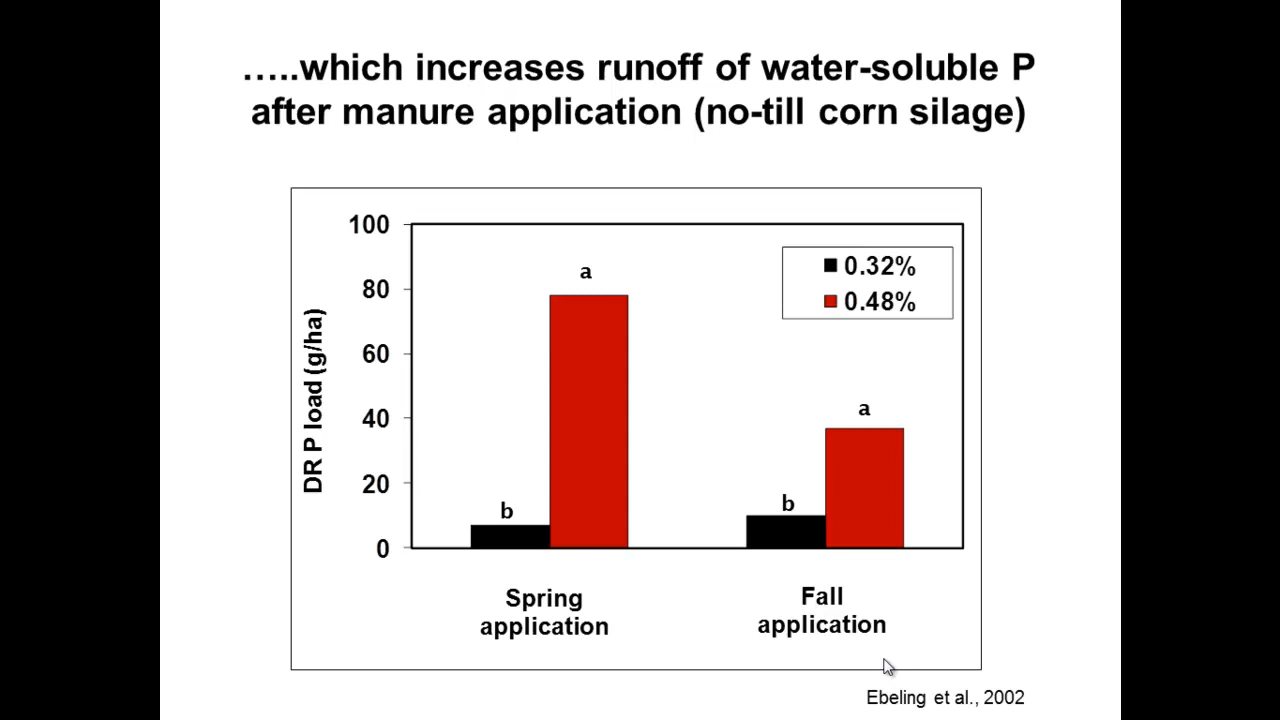 …..which increases runoff of water-soluble P
after manure application (no-till corn silage)
100
80
60
40
20
0
DR P load (g/ha)
0.32%
0.48%
a
b
a
b
Spring
application
Fall
application
Ebeling et al., 2002